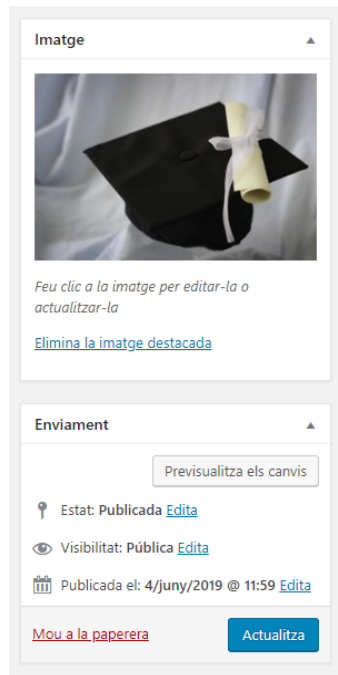 Imatge
Feu clic a la imatge per editar-la o
actualitzar-la
Elimina la imatge destacada
Enviament
Previsualitza els canvis
Estat: Publicada Edita
Visibilitat: Pública Edita
Publicada el: 4/juny/2019 @ 11:59 Edita
Mou a la paperera
Actualitza